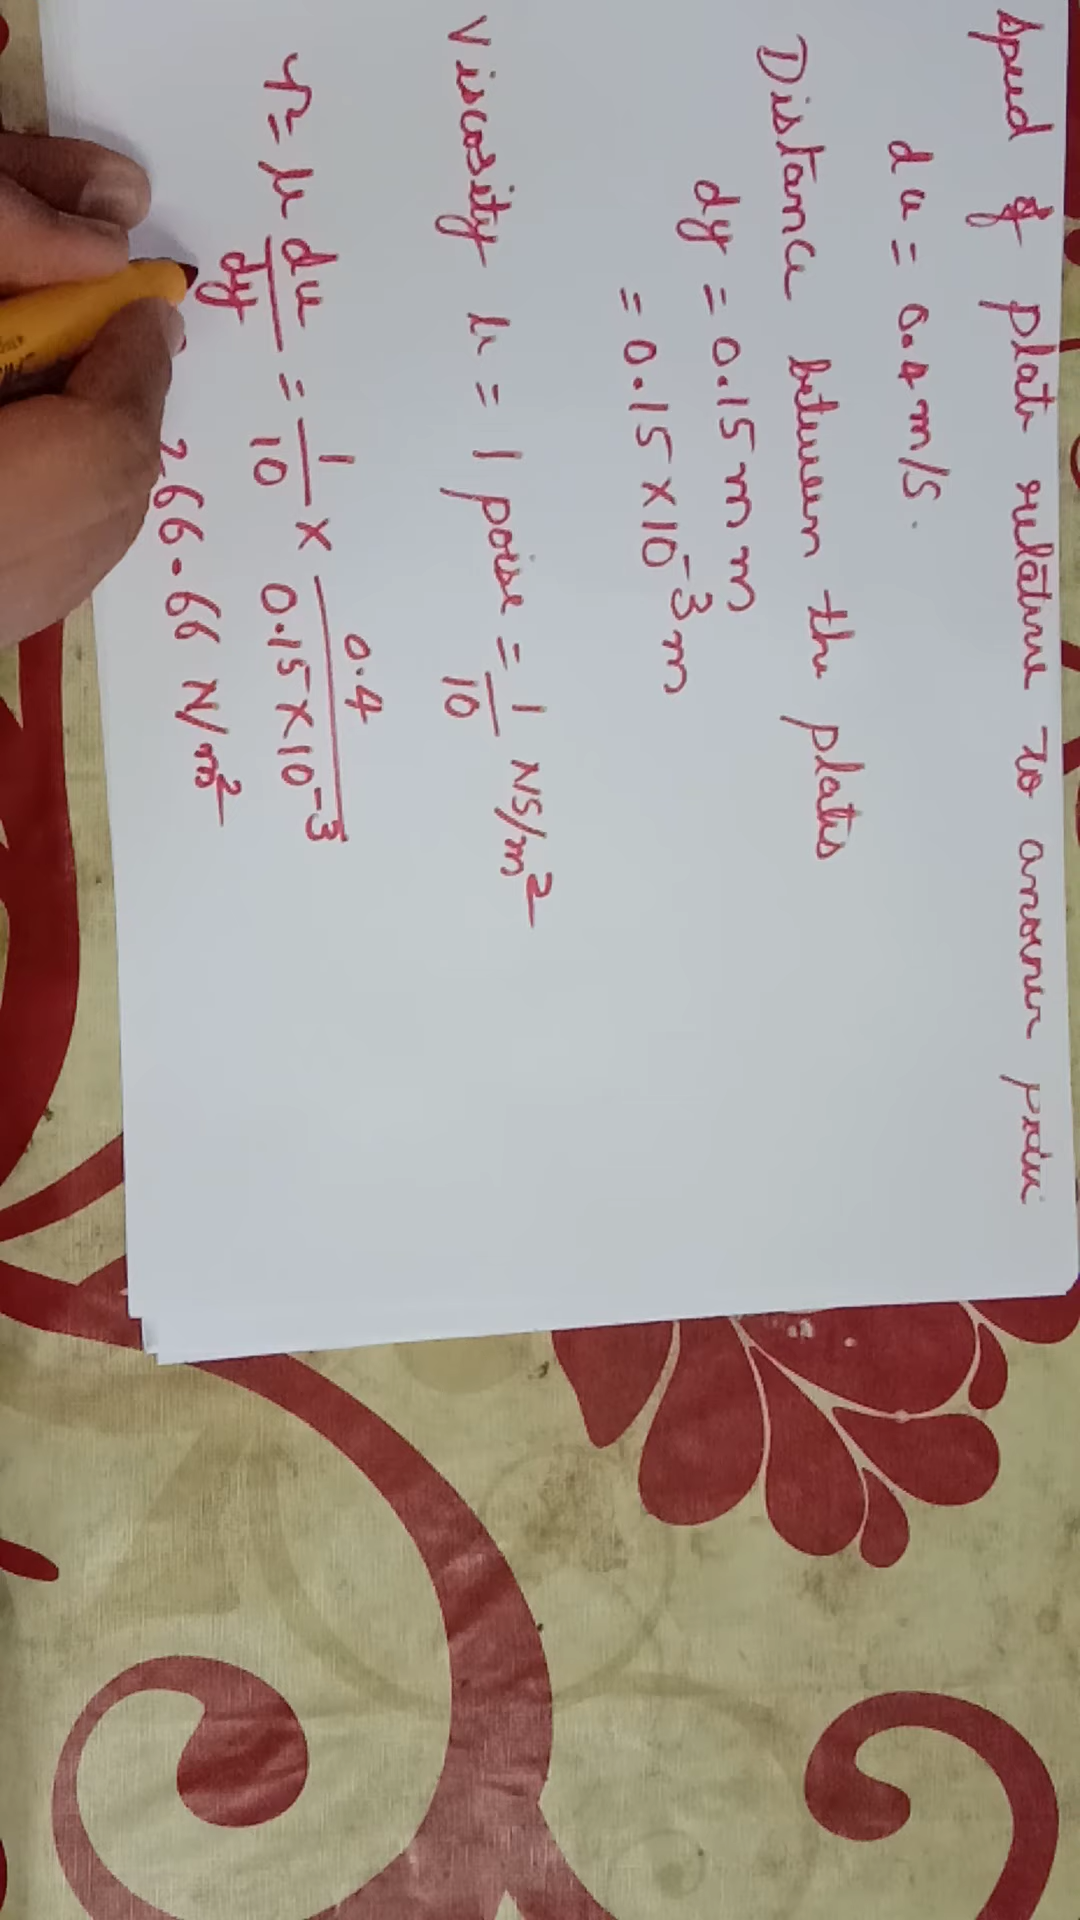 Speed of plate relative to another plate
du = 0.4 m/s.
Distance between the plates
dy = 0.15 mm
= 0.15 × 10⁻³ m
Viscosity μ = 1 poise = 1/10 NS/m²
τ = μ du/dy = 1/10 × 0.4/0.15×10⁻³
266.66 N/m²